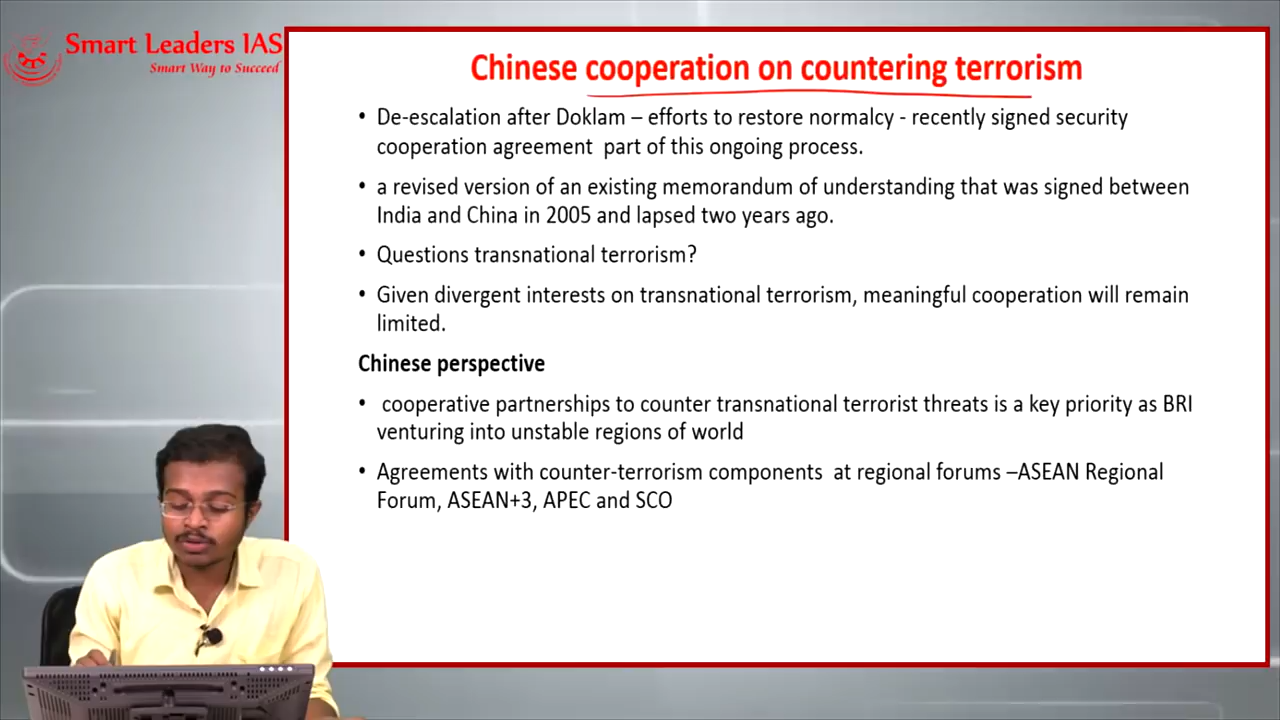 Smart Leaders IAS
Smart Way to Succeed
Chinese cooperation on countering terrorism
• De-escalation after Doklam – efforts to restore normalcy - recently signed security
cooperation agreement part of this ongoing process.
• a revised version of an existing memorandum of understanding that was signed between
India and China in 2005 and lapsed two years ago.
• Questions transnational terrorism?
• Given divergent interests on transnational terrorism, meaningful cooperation will remain
limited.
Chinese perspective
• cooperative partnerships to counter transnational terrorist threats is a key priority as BRI
venturing into unstable regions of world
• Agreements with counter-terrorism components at regional forums –ASEAN Regional
Forum, ASEAN+3, APEC and SCO